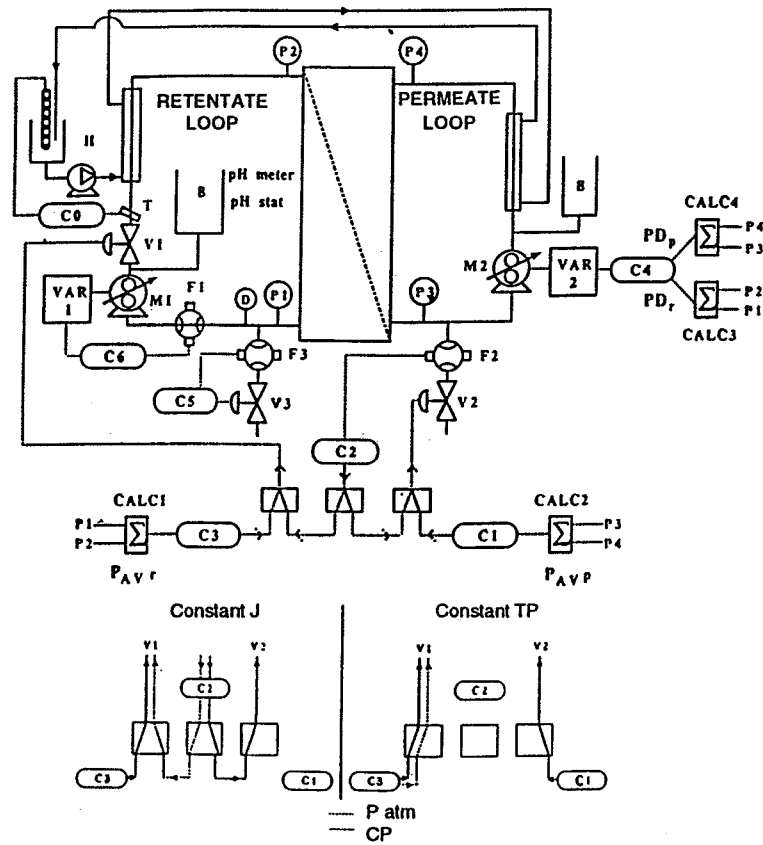 P2
P4
RETENTATE
LOOP
PERMEATE
LOOP
H
B
pH meter
pH stat
B
T
C0
V1
CALC4
P4
P3
PDp
M2
VAR
2
C4
PDr
P2
P1
CALC3
VAR
1
M1
F1
D
P1
P3
C6
F3
F2
C5
V3
V2
C2
CALC1
P1
P2
Σ
C3
PAV r
CALC2
C1
Σ
P3
P4
PAV p
Constant J
Constant TP
V1
V2
C2
C3
C1
V1
V2
C2
C3
C1
P atm
CP